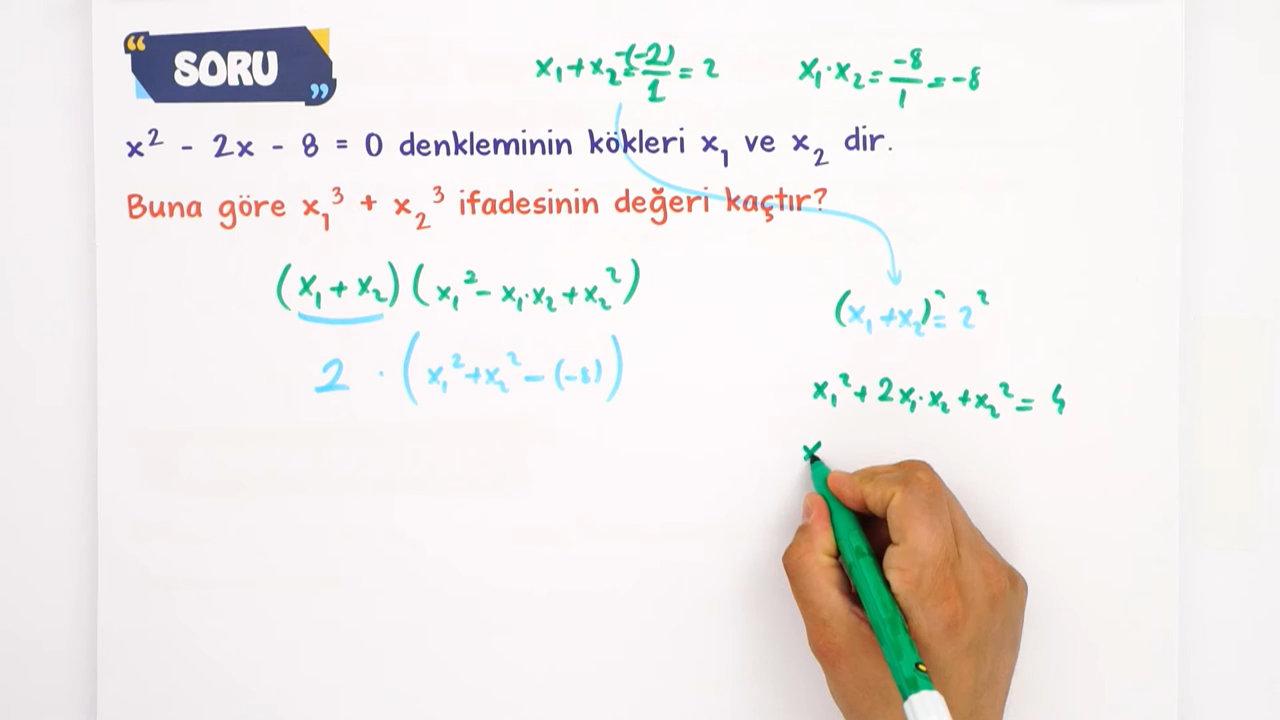 “ SORU ”
x₁ + x₂ = -(-2)/1 = 2
x₁ · x₂ = -8/1 = -8
x² - 2x - 8 = 0 denkleminin kökleri x₁ ve x₂ dir.
Buna göre x₁³ + x₂³ ifadesinin değeri kaçtır?
(x₁ + x₂) (x₁² - x₁·x₂ + x₂²)
(x₁ + x₂)² = 2²
2 · (x₁² + x₂² - (-8))
x₁² + 2x₁·x₂ + x₂² = 4
x